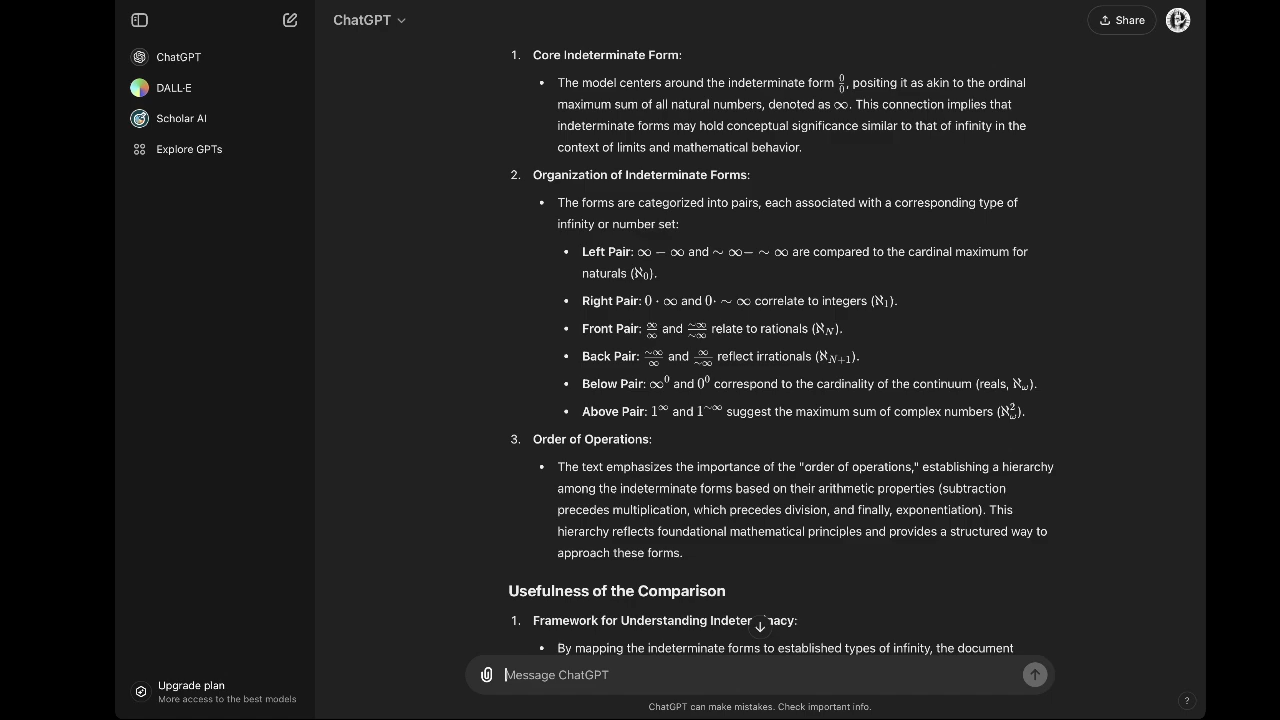 ChatGPT
Share
ChatGPT
DALL·E
Scholar AI
Explore GPTs
1. Core Indeterminate Form:
• The model centers around the indeterminate form 0/0, positing it as akin to the ordinal
maximum sum of all natural numbers, denoted as ∞. This connection implies that
indeterminate forms may hold conceptual significance similar to that of infinity in the
context of limits and mathematical behavior.
2. Organization of Indeterminate Forms:
• The forms are categorized into pairs, each associated with a corresponding type of
infinity or number set:
• Left Pair: ∞ − ∞ and ∼ ∞− ∼ ∞ are compared to the cardinal maximum for
naturals (ℵ₀).
• Right Pair: 0 · ∞ and 0· ∼ ∞ correlate to integers (ℵ₁).
• Front Pair: ∞/∞ and ∼∞/∼∞ relate to rationals (ℵ_N).
• Back Pair: ∼∞/∞ and ∞/∼∞ reflect irrationals (ℵ_{N+1}).
• Below Pair: ∞⁰ and 0⁰ correspond to the cardinality of the continuum (reals, ℵ_ω).
• Above Pair: 1^∞ and 1^{∼∞} suggest the maximum sum of complex numbers (ℵ_ω²).
3. Order of Operations:
• The text emphasizes the importance of the "order of operations," establishing a hierarchy
among the indeterminate forms based on their arithmetic properties (subtraction
precedes multiplication, which precedes division, and finally, exponentiation). This
hierarchy reflects foundational mathematical principles and provides a structured way to
approach these forms.
Usefulness of the Comparison
1. Framework for Understanding Indeter acy:
• By mapping the indeterminate forms to established types of infinity, the document
Message ChatGPT
Upgrade plan
More access to the best models
ChatGPT can make mistakes. Check important info.
?